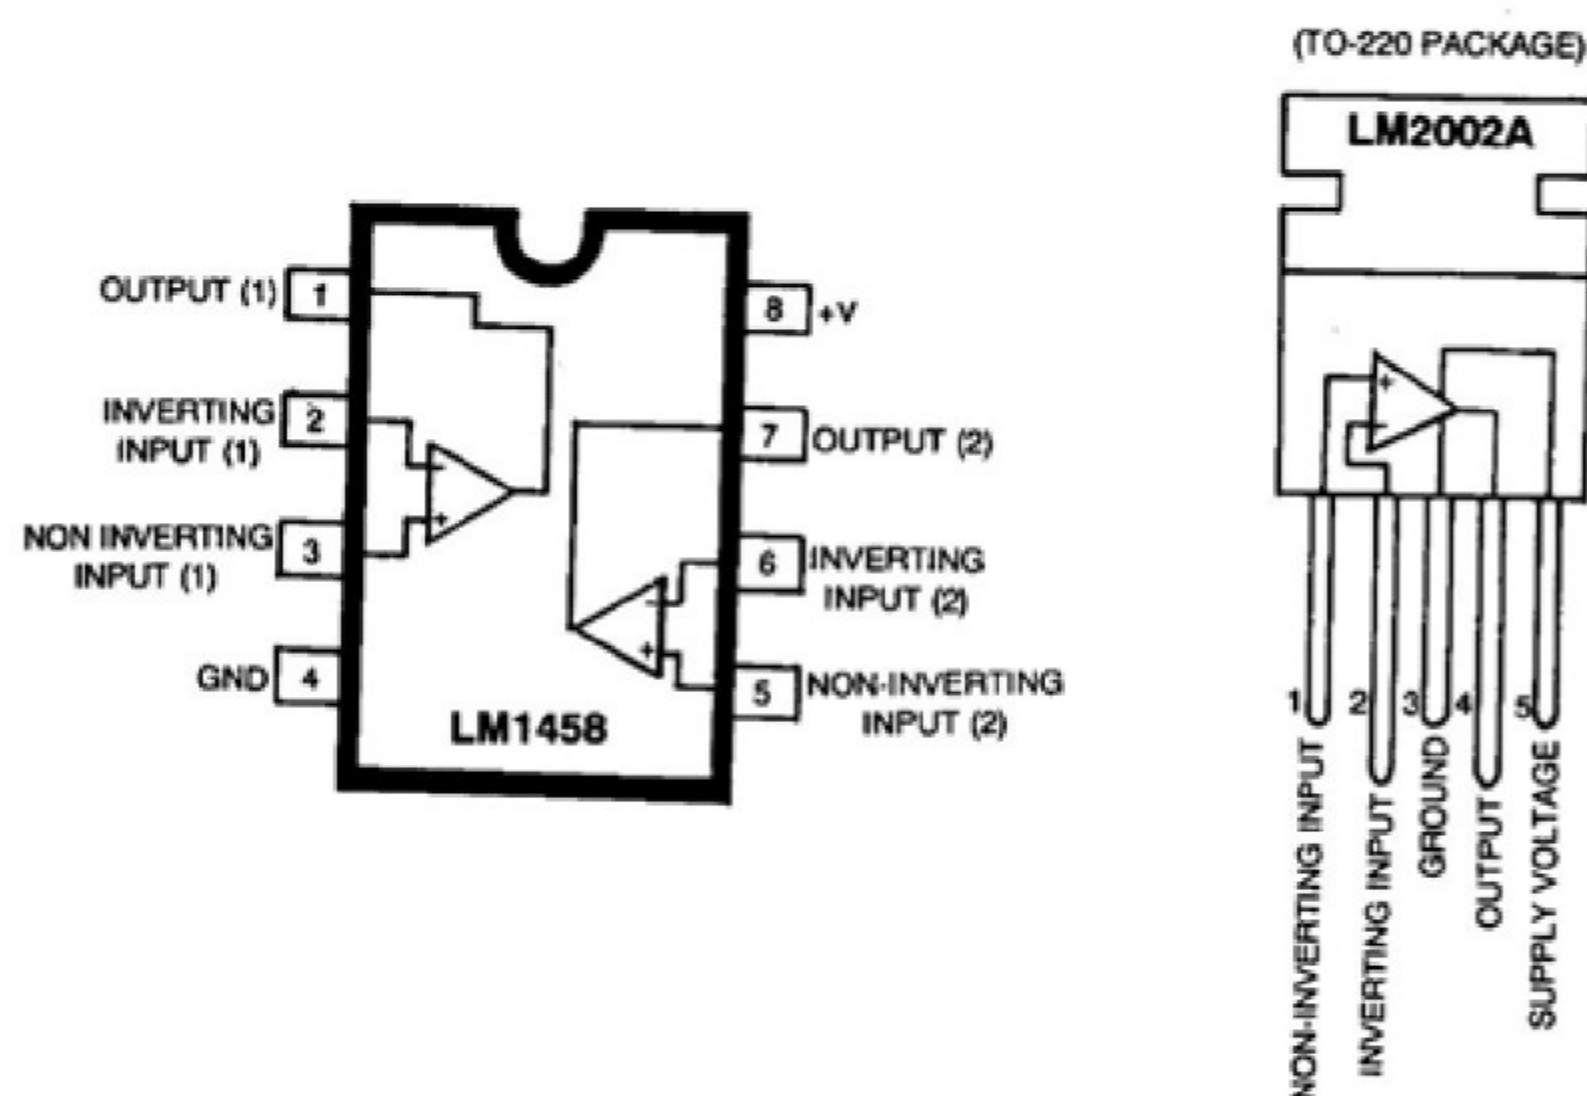 (TO-220 PACKAGE)
LM2002A
OUTPUT (1)
1
8
+V
INVERTING
INPUT (1)
2
7
OUTPUT (2)
NON INVERTING
INPUT (1)
3
6
INVERTING
INPUT (2)
GND
4
5
NON-INVERTING
INPUT (2)
LM1458
-
+
-
+
+
-
1
2
3
4
5
NON-INVERTING INPUT
INVERTING INPUT
GROUND
OUTPUT
SUPPLY VOLTAGE